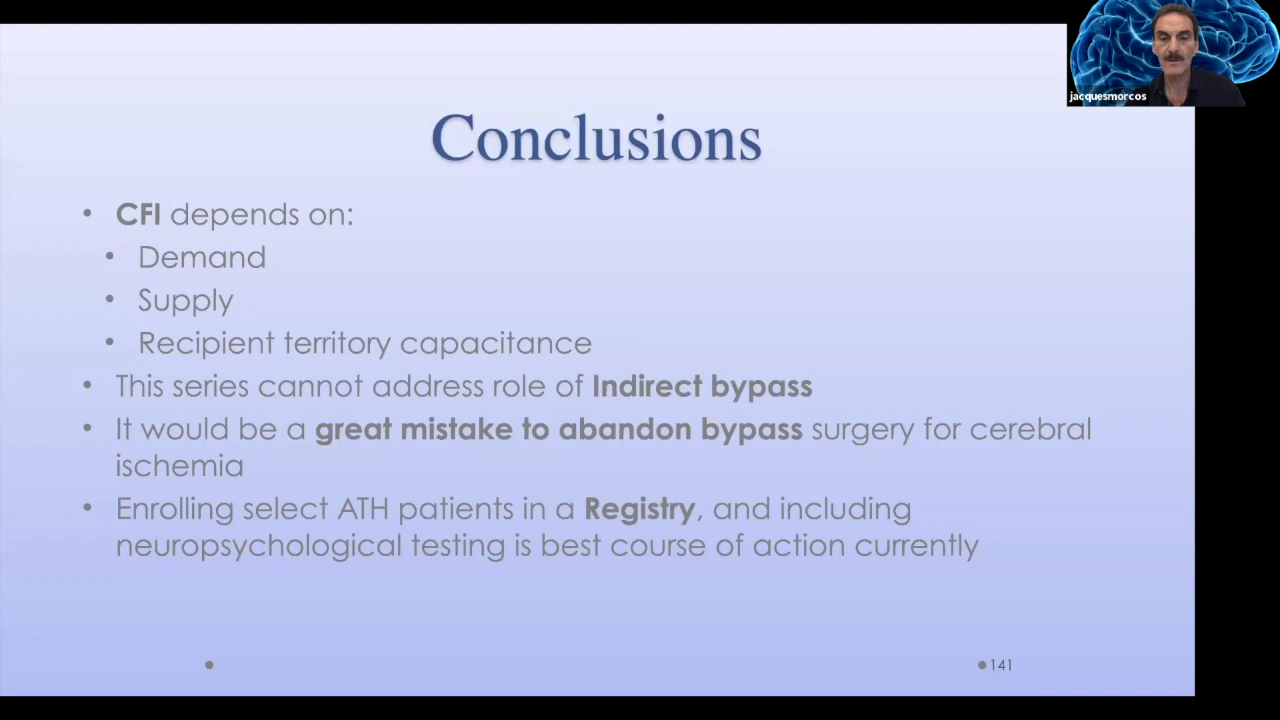 jacquesmorcos
Conclusions
• CFI depends on:
• Demand
• Supply
• Recipient territory capacitance
• This series cannot address role of Indirect bypass
• It would be a great mistake to abandon bypass surgery for cerebral
ischemia
• Enrolling select ATH patients in a Registry, and including
neuropsychological testing is best course of action currently
141